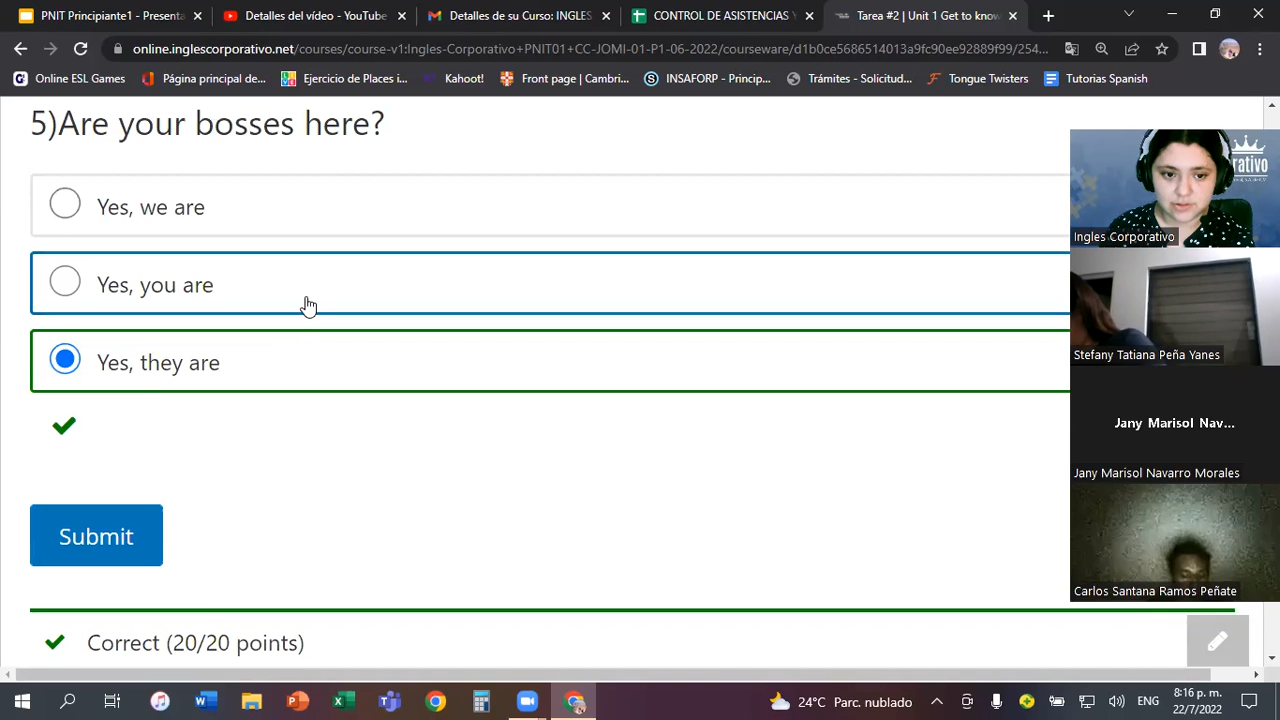 PNIT Principiante1 - Presenta
Detalles del vídeo - YouTube
Detalles de su Curso: INGLES
CONTROL DE ASISTENCIAS Y
Tarea #2 | Unit 1 Get to know
online.inglescorporativo.net/courses/course-v1:Ingles-Corporativo+PNIT01+CC-JOMI-01-P1-06-2022/courseware/d1b0ce5686514013a9fc90ee92889f99/254...
Online ESL Games
Página principal de...
Ejercicio de Places i...
Kahoot!
Front page | Cambri...
INSAFORP - Princip...
Trámites - Solicitud...
Tongue Twisters
Tutorias Spanish
5)Are your bosses here?
Yes, we are
Yes, you are
Yes, they are
Submit
Correct (20/20 points)
Ingles Corporativo
Stefany Tatiana Peña Yanes
Jany Marisol Nav...
Jany Marisol Navarro Morales
Carlos Santana Ramos Peñate
24°C Parc. nublado
ENG
8:16 p. m.
22/7/2022